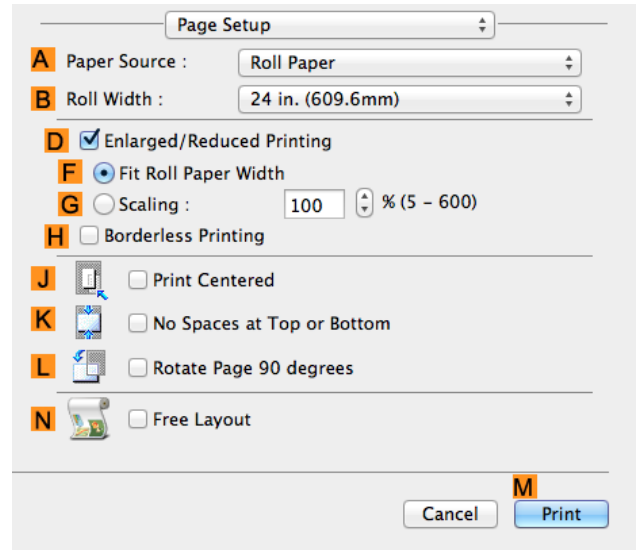 Page Setup
A Paper Source : Roll Paper
B Roll Width : 24 in. (609.6mm)
D Enlarged/Reduced Printing
F Fit Roll Paper Width
G Scaling : 100 % (5 – 600)
H Borderless Printing
J Print Centered
K No Spaces at Top or Bottom
L Rotate Page 90 degrees
N Free Layout
M
Cancel Print